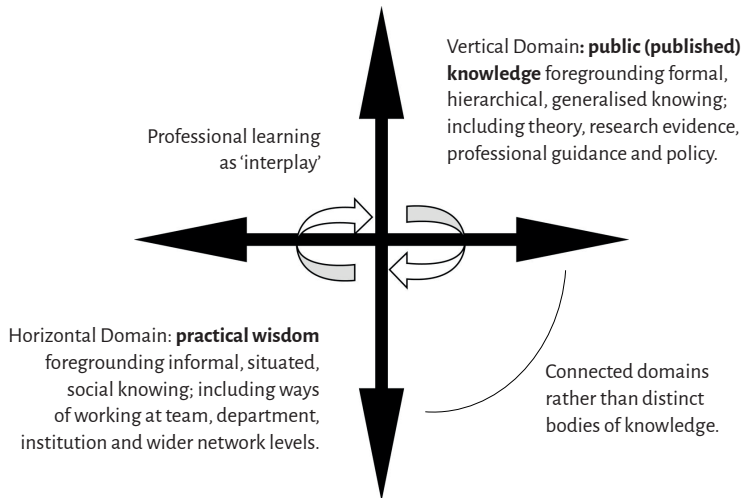 Vertical Domain: public (published)
knowledge foregrounding formal,
hierarchical, generalised knowing;
including theory, research evidence,
professional guidance and policy.
Professional learning
as ‘interplay’
Horizontal Domain: practical wisdom
foregrounding informal, situated,
social knowing; including ways
of working at team, department,
institution and wider network levels.
Connected domains
rather than distinct
bodies of knowledge.